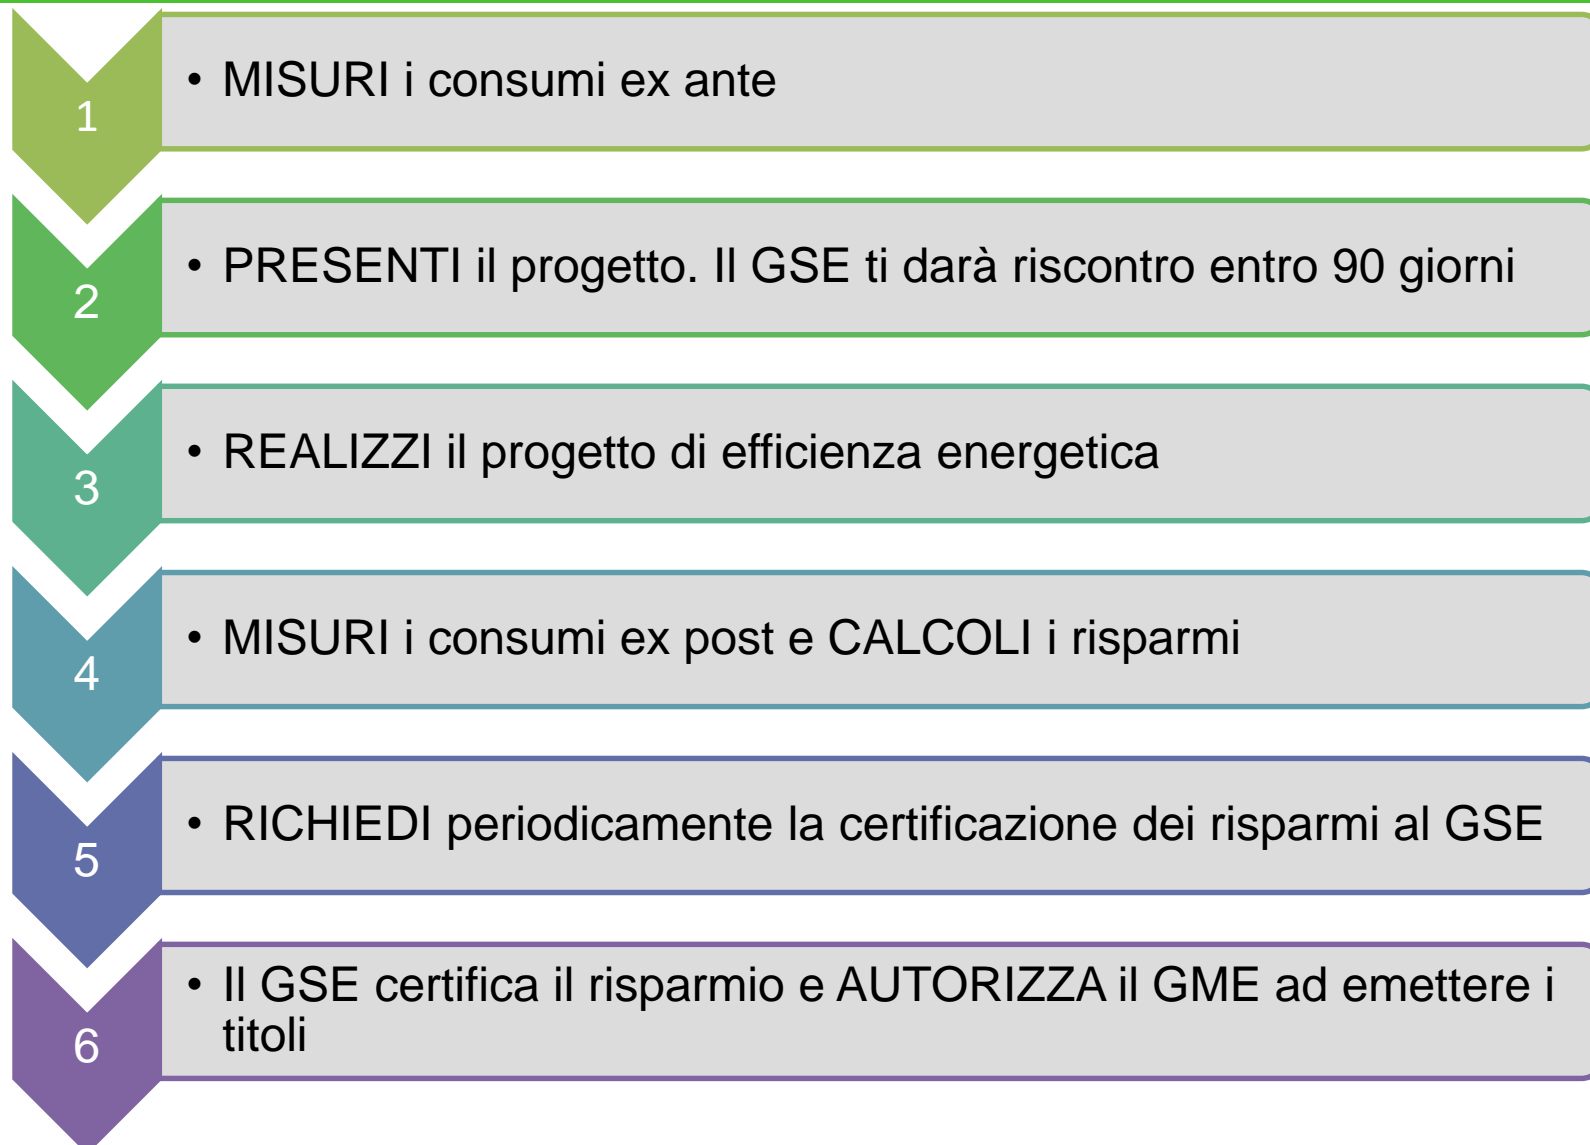 1
• MISURI i consumi ex ante
2
• PRESENTI il progetto. Il GSE ti darà riscontro entro 90 giorni
3
• REALIZZI il progetto di efficienza energetica
4
• MISURI i consumi ex post e CALCOLI i risparmi
5
• RICHIEDI periodicamente la certificazione dei risparmi al GSE
6
• Il GSE certifica il risparmio e AUTORIZZA il GME ad emettere i
titoli